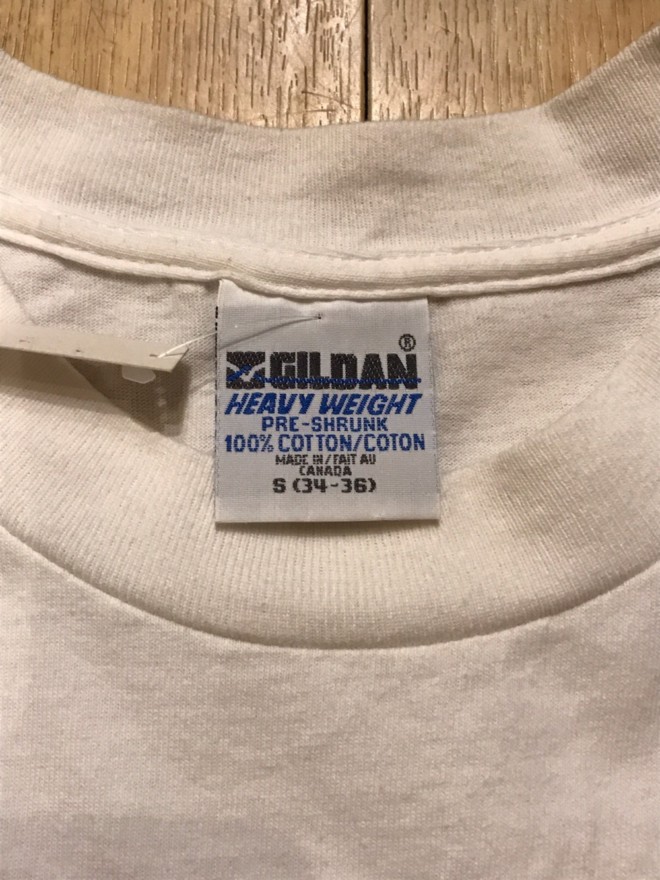 GILDAN®
HEAVY WEIGHT
PRE-SHRUNK
100% COTTON/COTON
MADE IN/FAIT AU
CANADA
S (34-36)